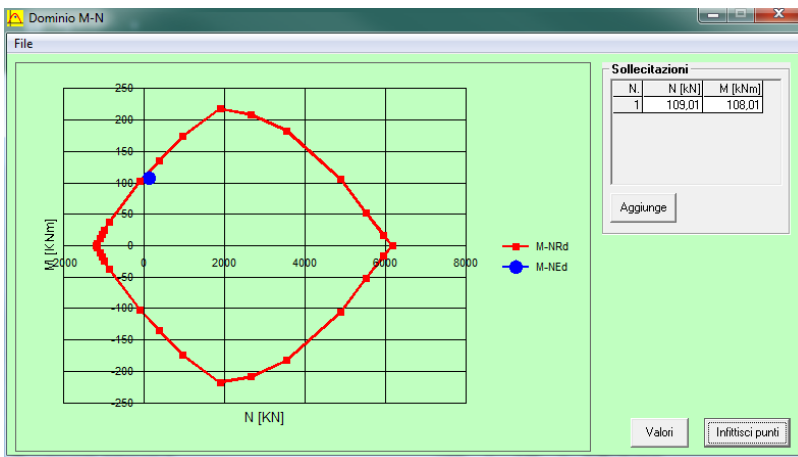 Dominio M-N
File
250
200
150
100
50
0
-50
-100
-150
-200
-250
M [KNm]
-2000
0
2000
4000
6000
8000
N [KN]
M-NRd
M-NEd
Sollecitazioni
N. N [kN] M [kNm]
1 109,01 108,01
Aggiunge
Valori
Infittisci punti